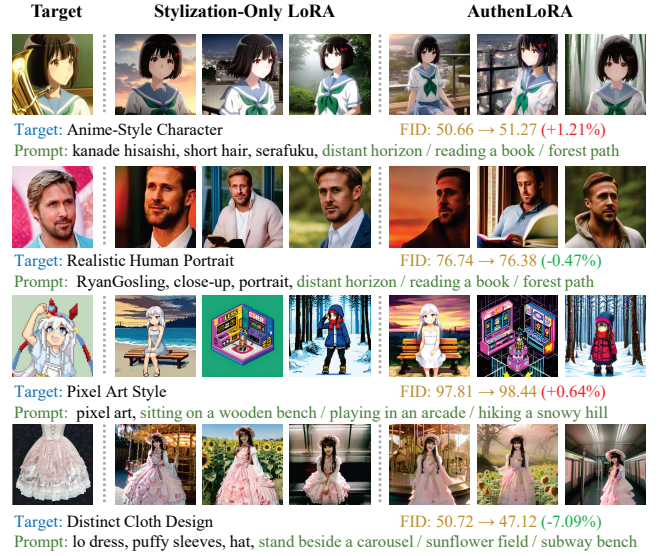 Target Stylization-Only LoRA AuthenLoRA
Target: Anime-Style Character FID: 50.66 → 51.27 (+1.21%)
Prompt: kanade hisaishi, short hair, serafuku, distant horizon / reading a book / forest path
Target: Realistic Human Portrait FID: 76.74 → 76.38 (-0.47%)
Prompt: RyanGosling, close-up, portrait, distant horizon / reading a book / forest path
Target: Pixel Art Style FID: 97.81 → 98.44 (+0.64%)
Prompt: pixel art, sitting on a wooden bench / playing in an arcade / hiking a snowy hill
Target: Distinct Cloth Design FID: 50.72 → 47.12 (-7.09%)
Prompt: lo dress, puffy sleeves, hat, stand beside a carousel / sunflower field / subway bench